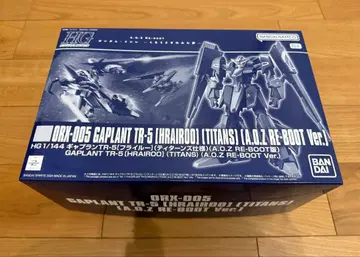 HG
A.O.Z RE-BOOT
ORX-005 GAPLANT TR-5 [HRAIROO] [TITANS] [A.O.Z RE-BOOT Ver.]
HG1/144 ギャプランTR-5[フライルー](ティターンズ仕様)(A.O.Z RE-BOOT版)
GAPLANT TR-5 [HRAIROO] (TITANS) (A.O.Z RE-BOOT Ver.)
BANDAI
ORX-005
GAPLANT TR-5 [HRAIROO] [TITANS]
[A.O.Z RE-BOOT Ver.]